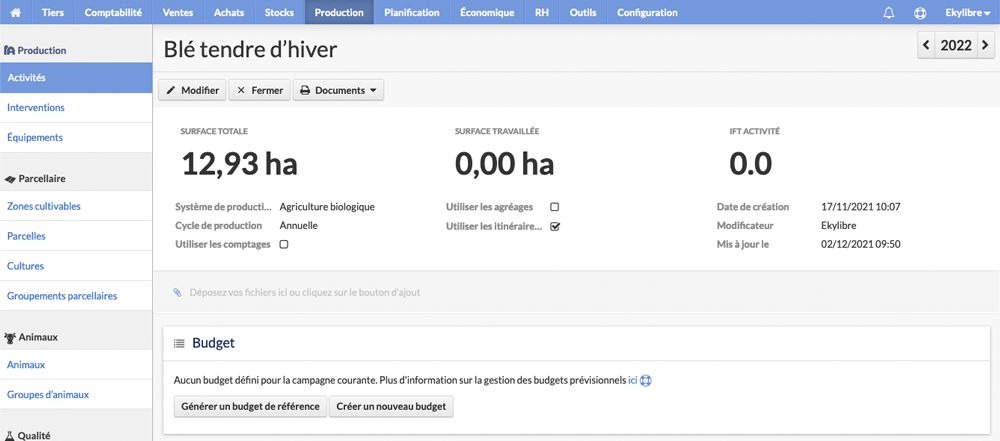 Tiers Comptabilité Ventes Achats Stocks Production Planification Économique RH Outils Configuration Ekylibre
Production
Activités
Interventions
Équipements
Parcellaire
Zones cultivables
Parcelles
Cultures
Groupements parcellaires
Animaux
Animaux
Groupes d'animaux
Qualité
Blé tendre d'hiver
2022
Modifier Fermer Documents
SURFACE TOTALE
12,93 ha
SURFACE TRAVAILLÉE
0,00 ha
IFT ACTIVITÉ
0.0
Système de producti... Agriculture biologique
Cycle de production Annuelle
Utiliser les comptages
Utiliser les agréages
Utiliser les itinéraire...
Date de création 17/11/2021 10:07
Modificateur Ekylibre
Mis à jour le 02/12/2021 09:50
Déposez vos fichiers ici ou cliquez sur le bouton d'ajout
Budget
Aucun budget défini pour la campagne courante. Plus d'information sur la gestion des budgets prévisionnels ici
Générer un budget de référence Créer un nouveau budget